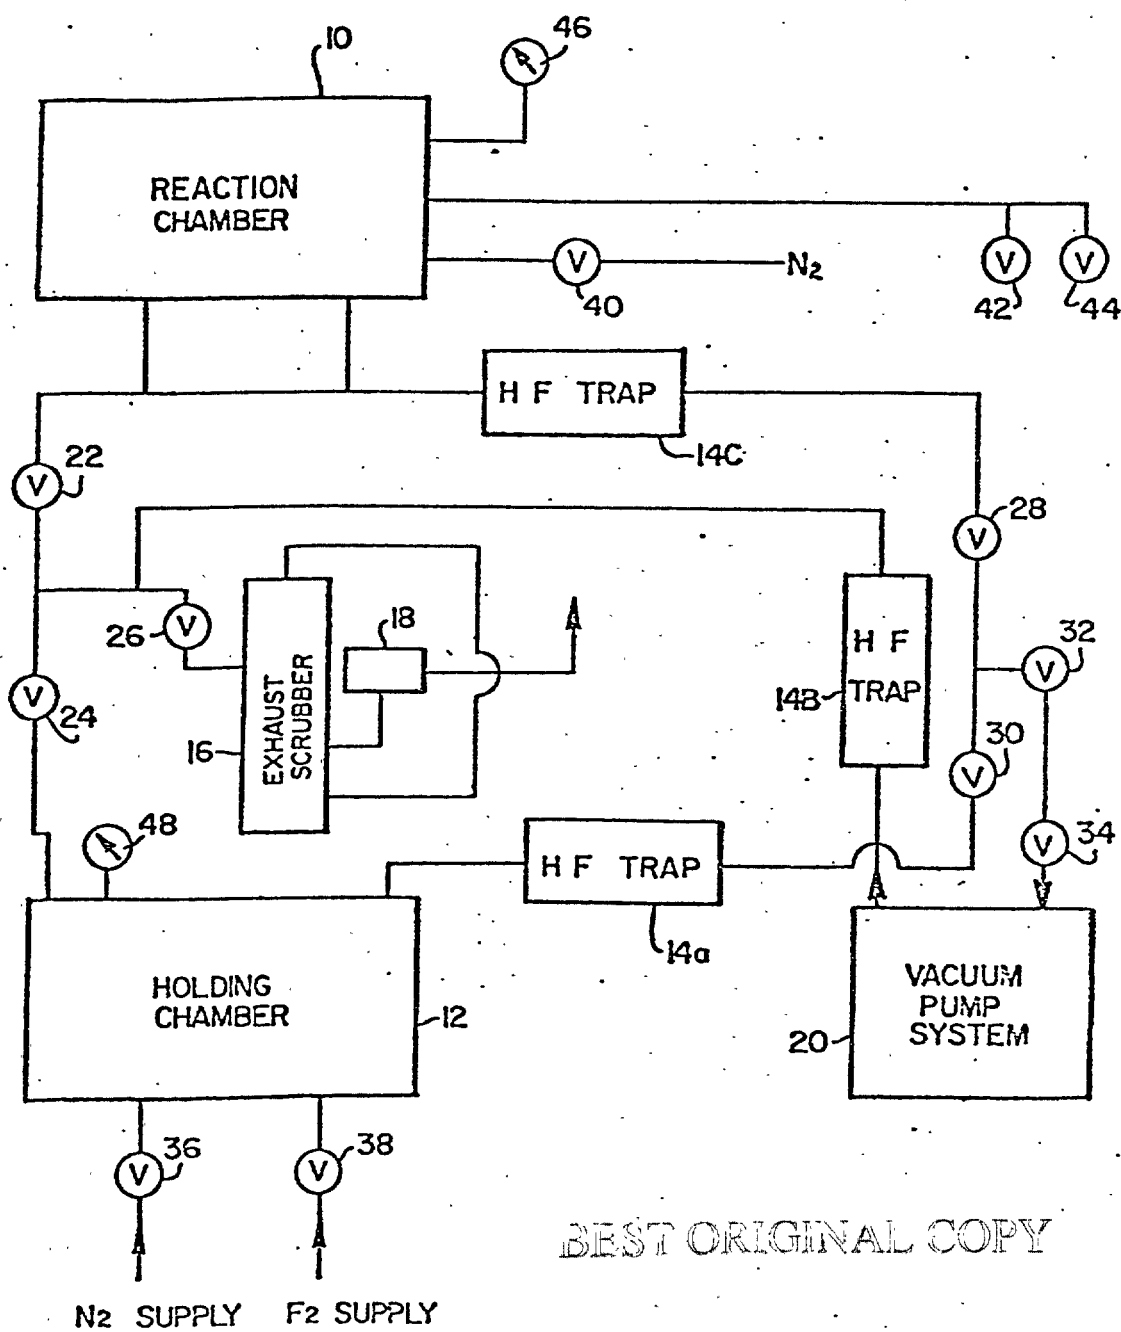 10
46
REACTION
CHAMBER
V
N2
40
V
42
V
44
H F TRAP
14C
V
22
V
28
V
26
18
H F
TRAP
14B
V
32
V
24
EXHAUST
SCRUBBER
16
V
30
48
H F TRAP
14a
V
34
HOLDING
CHAMBER
12
VACUUM
PUMP
SYSTEM
20
V
36
V
38
BEST ORIGINAL COPY
N2 SUPPLY
F2 SUPPLY